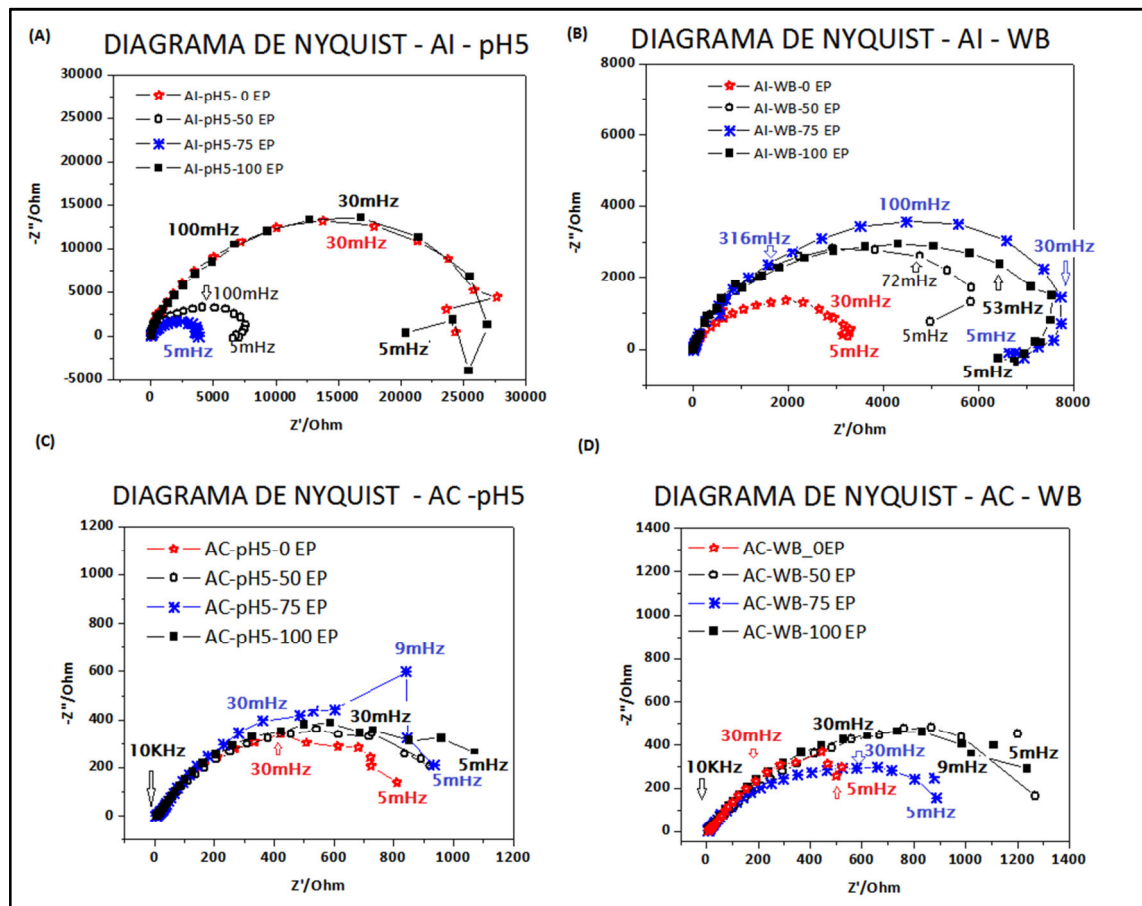 (A)
DIAGRAMA DE NYQUIST - AI - pH5
30000
25000
20000
15000
10000
5000
0
-5000
-Z''/Ohm
AI-pH5- 0 EP
AI-pH5-50 EP
AI-pH5-75 EP
AI-pH5-100 EP
30mHz
100mHz
30mHz
100mHz
5mHz
5mHz
5mHz
0 5000 10000 15000 20000 25000 30000
Z'/Ohm
(B)
DIAGRAMA DE NYQUIST - AI - WB
8000
6000
4000
2000
0
-Z''/Ohm
AI-WB-0 EP
AI-WB-50 EP
AI-WB-75 EP
AI-WB-100 EP
100mHz
316mHz
30mHz
72mHz
53mHz
30mHz
5mHz
5mHz
5mHz
5mHz
0 2000 4000 6000 8000
Z'/Ohm
(C)
DIAGRAMA DE NYQUIST - AC -pH5
1200
1000
800
600
400
200
0
-Z''/Ohm
AC-pH5-0 EP
AC-pH5-50 EP
AC-pH5-75 EP
AC-pH5-100 EP
9mHz
30mHz
30mHz
10KHz
30mHz
5mHz
5mHz
5mHz
0 200 400 600 800 1000 1200
Z'/Ohm
(D)
DIAGRAMA DE NYQUIST - AC - WB
1400
1200
1000
800
600
400
200
0
-Z''/Ohm
AC-WB_0EP
AC-WB-50 EP
AC-WB-75 EP
AC-WB-100 EP
30mHz
30mHz
30mHz
10KHz
9mHz
5mHz
5mHz
5mHz
0 200 400 600 800 1000 1200 1400
Z'/Ohm